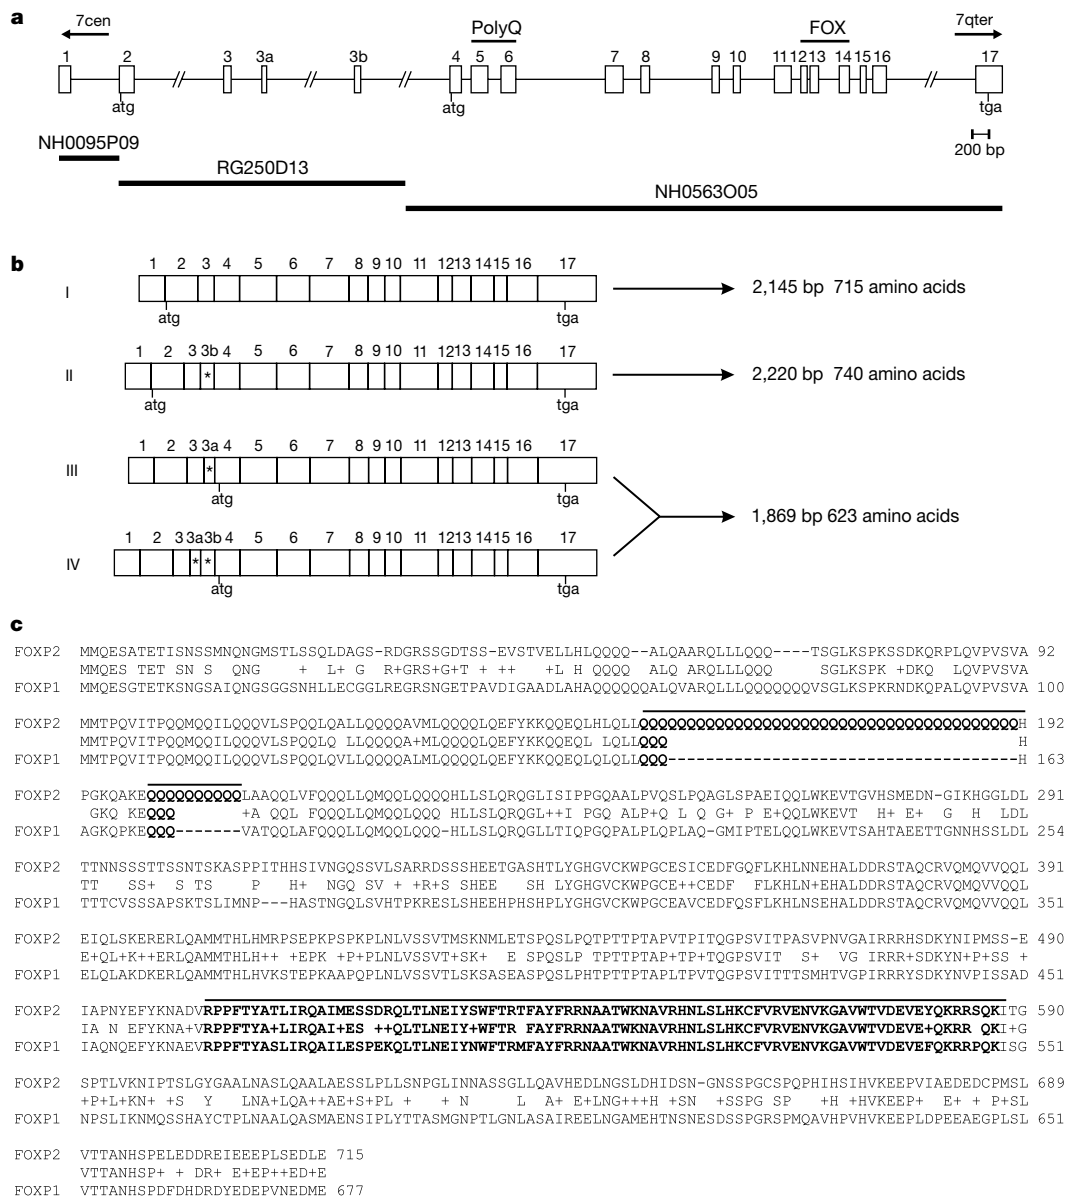 a
7cen PolyQ FOX 7qter
1 2 3 3a 3b 4 5 6 7 8 9 10 11 12 13 14 15 16 17
atg atg tga
200 bp
NH0095P09
RG250D13
NH0563O05
b
1 2 3 4 5 6 7 8 9 10 11 12 13 14 15 16 17
I
2,145 bp 715 amino acids
atg tga
1 2 3 3b 4 5 6 7 8 9 10 11 12 13 14 15 16 17
II * 2,220 bp 740 amino acids
atg tga
1 2 3 3a 4 5 6 7 8 9 10 11 12 13 14 15 16 17
III *
atg tga
1,869 bp 623 amino acids
1 2 3 3a 3b 4 5 6 7 8 9 10 11 12 13 14 15 16 17
IV * *
atg tga
c
FOXP2 MMQESATETISNSSMNQNGMSTLSSQLDAGS-RDGRSSGDTSS-EVSTVELLHLQQQQ--ALQAARQLLLQQQ----TSGLKSPKSSDKQRPLQVPVSVA 92
MMQES TET SN S  QNG    +  L+ G  R+GRS+G+T + ++   +L H QQQQ  ALQ ARQLLLQQQ     SGLKSPK +DKQ  LQVPVSVA
FOXP1 MMQESGTETKSNGSAIQNGSGGSNHLLECGGLREGRSNGETPAVDIGAADLAHAQQQQQQALQVARQLLLQQQQQQQVSGLKSPKRNDKQPALQVPVSVA 100
FOXP2 MMTPQVITPQQMQQILQQQVLSPQQLQALLQQQQAVMLQQQQLQEFYKKQQEQLHLQLLQQQQQQQQQQQQQQQQQQQQQQQQQQQQQQQQQQQQQQQQH 192
MMTPQVITPQQMQQILQQQVLSPQQLQ LLQQQQA+MLQQQQLQEFYKKQQEQL LQLLQQQ                                     H
FOXP1 MMTPQVITPQQMQQILQQQVLSPQQLQVLLQQQQALMLQQQQLQEFYKKQQEQLQLQLLQQQ-------------------------------------H 163
FOXP2 PGKQAKEQQQQQQQQQQLAAQQLVFQQQLLQMQQLQQQQHLLSLQRQGLISIPPGQAALPVQSLPQAGLSPAEIQQLWKEVTGVHSMEDN-GIKHGGLDL 291
GKQ KEQQQ       +A QQL FQQQLLQMQQLQQQ HLLSLQRQGL++I PGQ ALP+Q L Q+G  P E+QQLWKEVT  H+ E+  G  H  LDL
FOXP1 AGKQPKEQQQ-------VATQQLAFQQQLLQMQQLQQQ-HLLSLQRQGLLTIQPGQPALPLQPLAQ-GMIPTELQQLWKEVTSAHTAEETTGNNHSSLDL 254
FOXP2 TTNNSSSTTSSNTSKASPPITHHSIVNGQSSVLSARRDSSSHEETGASHTLYGHGVCKWPGCESICEDFGQFLKHLNNEHALDDRSTAQCRVQMQVVQQL 391
TT   SS+  S TS    P   H+  NGQ SV + +R+S SHEE   SH LYGHGVCKWPGCE++CEDF  FLKHLN+EHALDDRSTAQCRVQMQVVQQL
FOXP1 TTTCVSSSAPSKTSLIMNP---HASTNGQLSVHTPKRESLSHEEHPHSHPLYGHGVCKWPGCEAVCEDFQSFLKHLNSEHALDDRSTAQCRVQMQVVQQL 351
FOXP2 EIQLSKERERLQAMMTHLHMRPSEPKPSPKPLNLVSSVTMSKNMLETSPQSLPQTPTTPTAPVTPITQGPSVITPASVPNVGAIRRRHSDKYNIPMSS-E 490
E+QL+K++ERLQAMMTHLH++ +EPK +P+PLNLVSSVT+SK+  E SPQSLP TPTTPTAP+TP+TQGPSVIT  S+  VG IRRR+SDKYN+P+SS +
FOXP1 ELQLAKDKERLQAMMTHLHVKSTEPKAAPQPLNLVSSVTLSKSASEASPQSLPHTPTTPTAPLTPVTQGPSVITTTSMHTVGPIRRRYSDKYNVPISSAD 451
FOXP2 IAPNYEFYKNADVRPPFTYATLIRQAIMESSDRQLTLNEIYSWFTRTFAYFRRNAATWKNAVRHNLSLHKCFVRVENVKGAVWTVDEVEYQKRRSQKITG 590
IA N EFYKNA+VRPPFTYA+LIRQAI+ES ++QLTLNEIY+WFTR FAYFRRNAATWKNAVRHNLSLHKCFVRVENVKGAVWTVDEVE+QKRR QKI+G
FOXP1 IAQNQEFYKNAEVRPPFTYASLIRQAILESPEKQLTLNEIYNWFTRMFAYFRRNAATWKNAVRHNLSLHKCFVRVENVKGAVWTVDEVEFQKRRPQKISG 551
FOXP2 SPTLVKNIPTSLGYGAALNASLQAALAESSLPLLSNPGLINNASSGLLQAVHEDLNGSLDHIDSN-GNSSPGCSPQPHIHSIHVKEEPVIAEDEDCPMSL 689
+P+L+KN+ +S  Y   LNA+LQA++AE+S+PL +   + N     L A+ E+LNG+++H +SN  +SSPG SP   H +HVKEEP+  E+ + P+SL
FOXP1 NPSLIKNMQSSHAYCTPLNAALQASMAENSIPLYTTASMGNPTLGNLASAIREELNGAMEHTNSNESDSSPGRSPMQAVHPVHVKEEPLDPEEAEGPLSL 651
FOXP2 VTTANHSPELEDDREIEEEPLSEDLE 715
VTTANHSP+ + DR+ E+EP++ED+E
FOXP1 VTTANHSPDFDHDRDYEDEPVNEDME 677